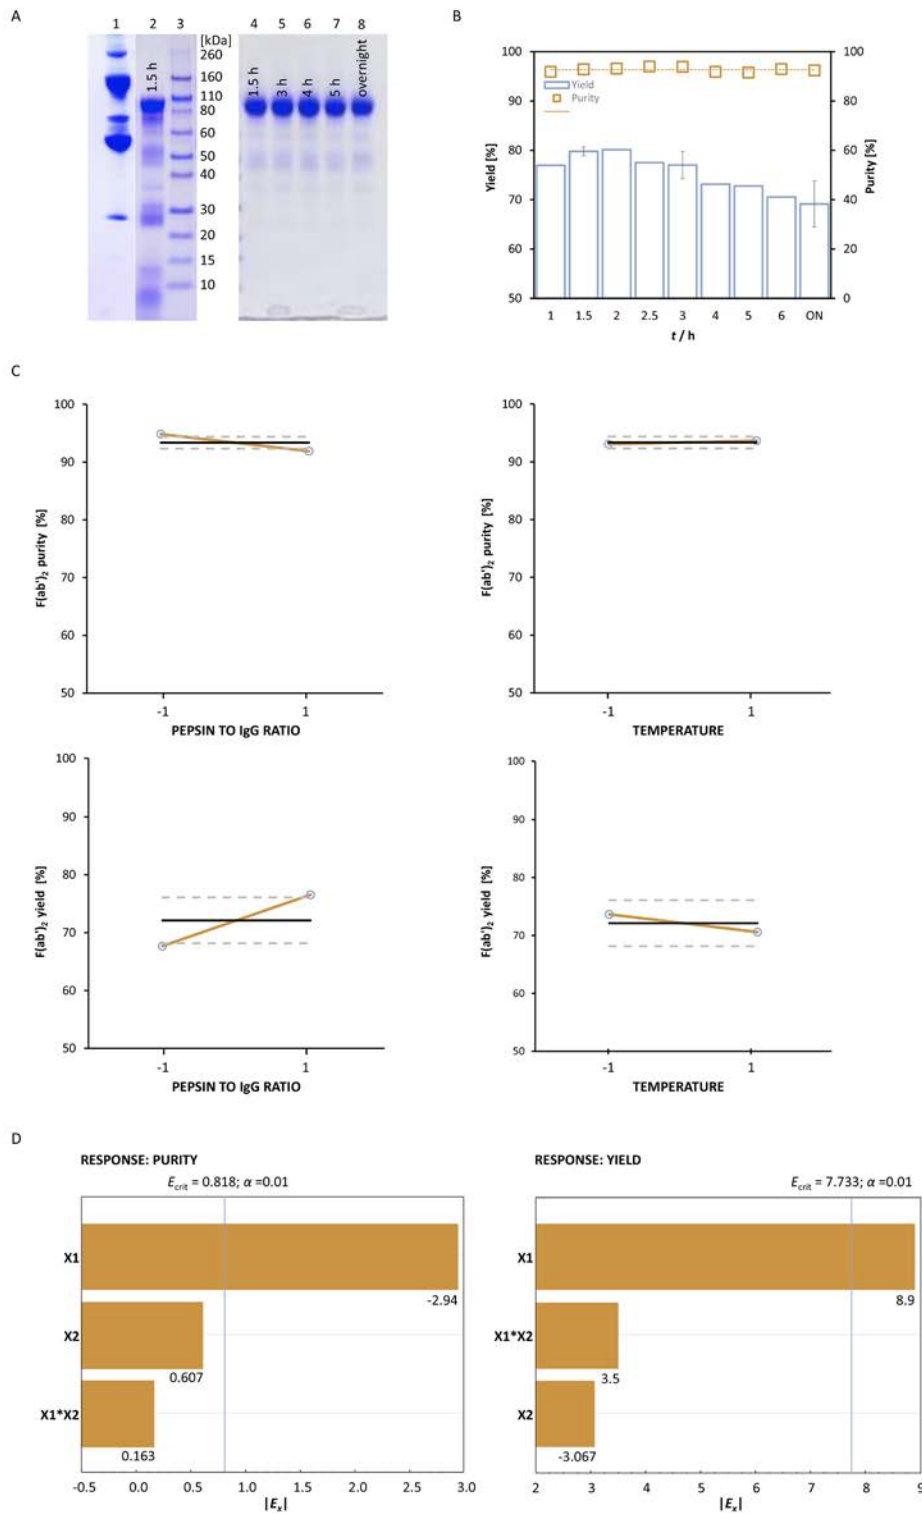 A
1 2 3 4 5 6 7 8
[kDa]
1.5 h
260
160
110
80
60
50
40
30
20
15
10
1.5 h
3 h
4 h
5 h
overnight
B
100
90
80
70
60
50
Yield [%]
Yield
Purity
100
80
60
40
20
0
Purity [%]
1 1.5 2 2.5 3 4 5 6 ON
t / h
C
100
90
80
70
60
50
F(ab')₂ purity [%]
-1 1
PEPSIN TO IgG RATIO
100
90
80
70
60
50
F(ab')₂ purity [%]
-1 1
TEMPERATURE
100
90
80
70
60
50
F(ab')₂ yield [%]
-1 1
PEPSIN TO IgG RATIO
100
90
80
70
60
50
F(ab')₂ yield [%]
-1 1
TEMPERATURE
D
RESPONSE: PURITY
E crit = 0.818; α =0.01
X1
-2.94
X2
0.607
X1*X2
0.163
-0.5 0.0 0.5 1.0 1.5 2.0 2.5 3.0
|Eₓ|
RESPONSE: YIELD
E crit = 7.733; α =0.01
X1
8.9
X1*X2
3.5
X2
-3.067
2 3 4 5 6 7 8 9
|Eₓ|